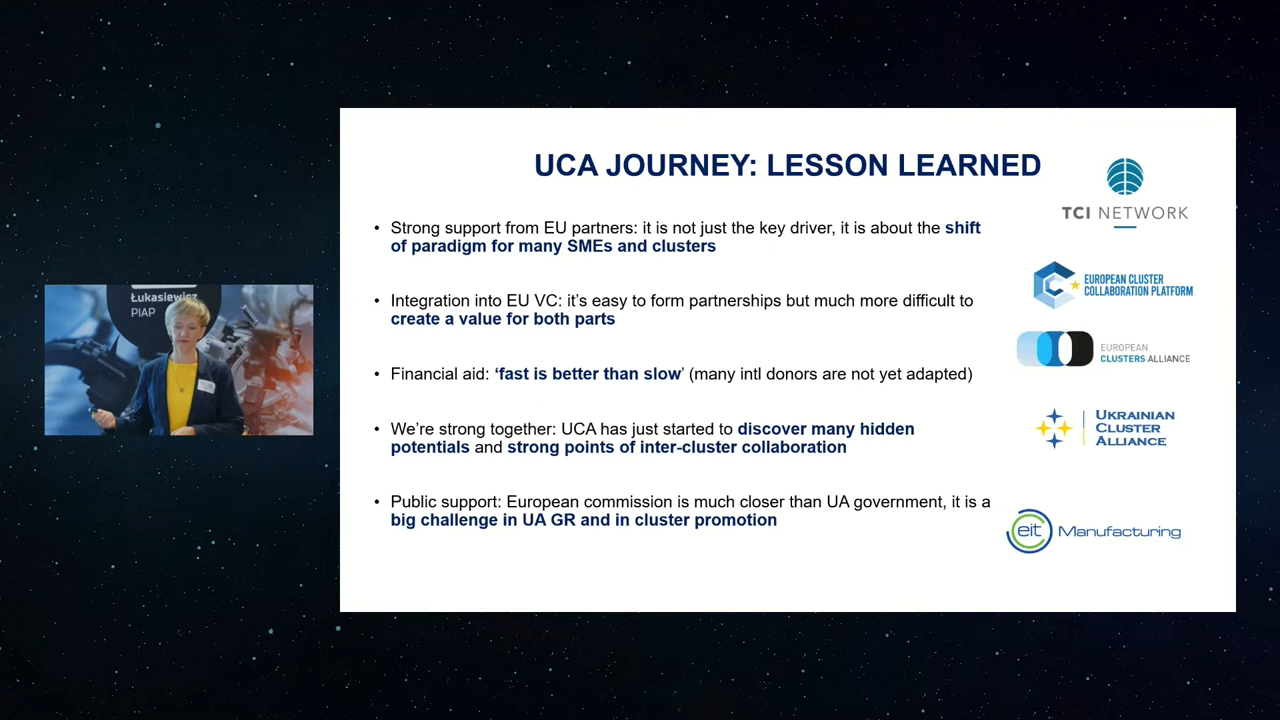 Łukasiewicz
PIAP
UCA JOURNEY: LESSON LEARNED
• Strong support from EU partners: it is not just the key driver, it is about the shift
of paradigm for many SMEs and clusters
• Integration into EU VC: it’s easy to form partnerships but much more difficult to
create a value for both parts
• Financial aid: ‘fast is better than slow’ (many intl donors are not yet adapted)
• We’re strong together: UCA has just started to discover many hidden
potentials and strong points of inter-cluster collaboration
• Public support: European commission is much closer than UA government, it is a
big challenge in UA GR and in cluster promotion
TCI NETWORK
EUROPEAN CLUSTER
COLLABORATION PLATFORM
EUROPEAN
CLUSTERS ALLIANCE
UKRAINIAN
CLUSTER
ALLIANCE
eit Manufacturing